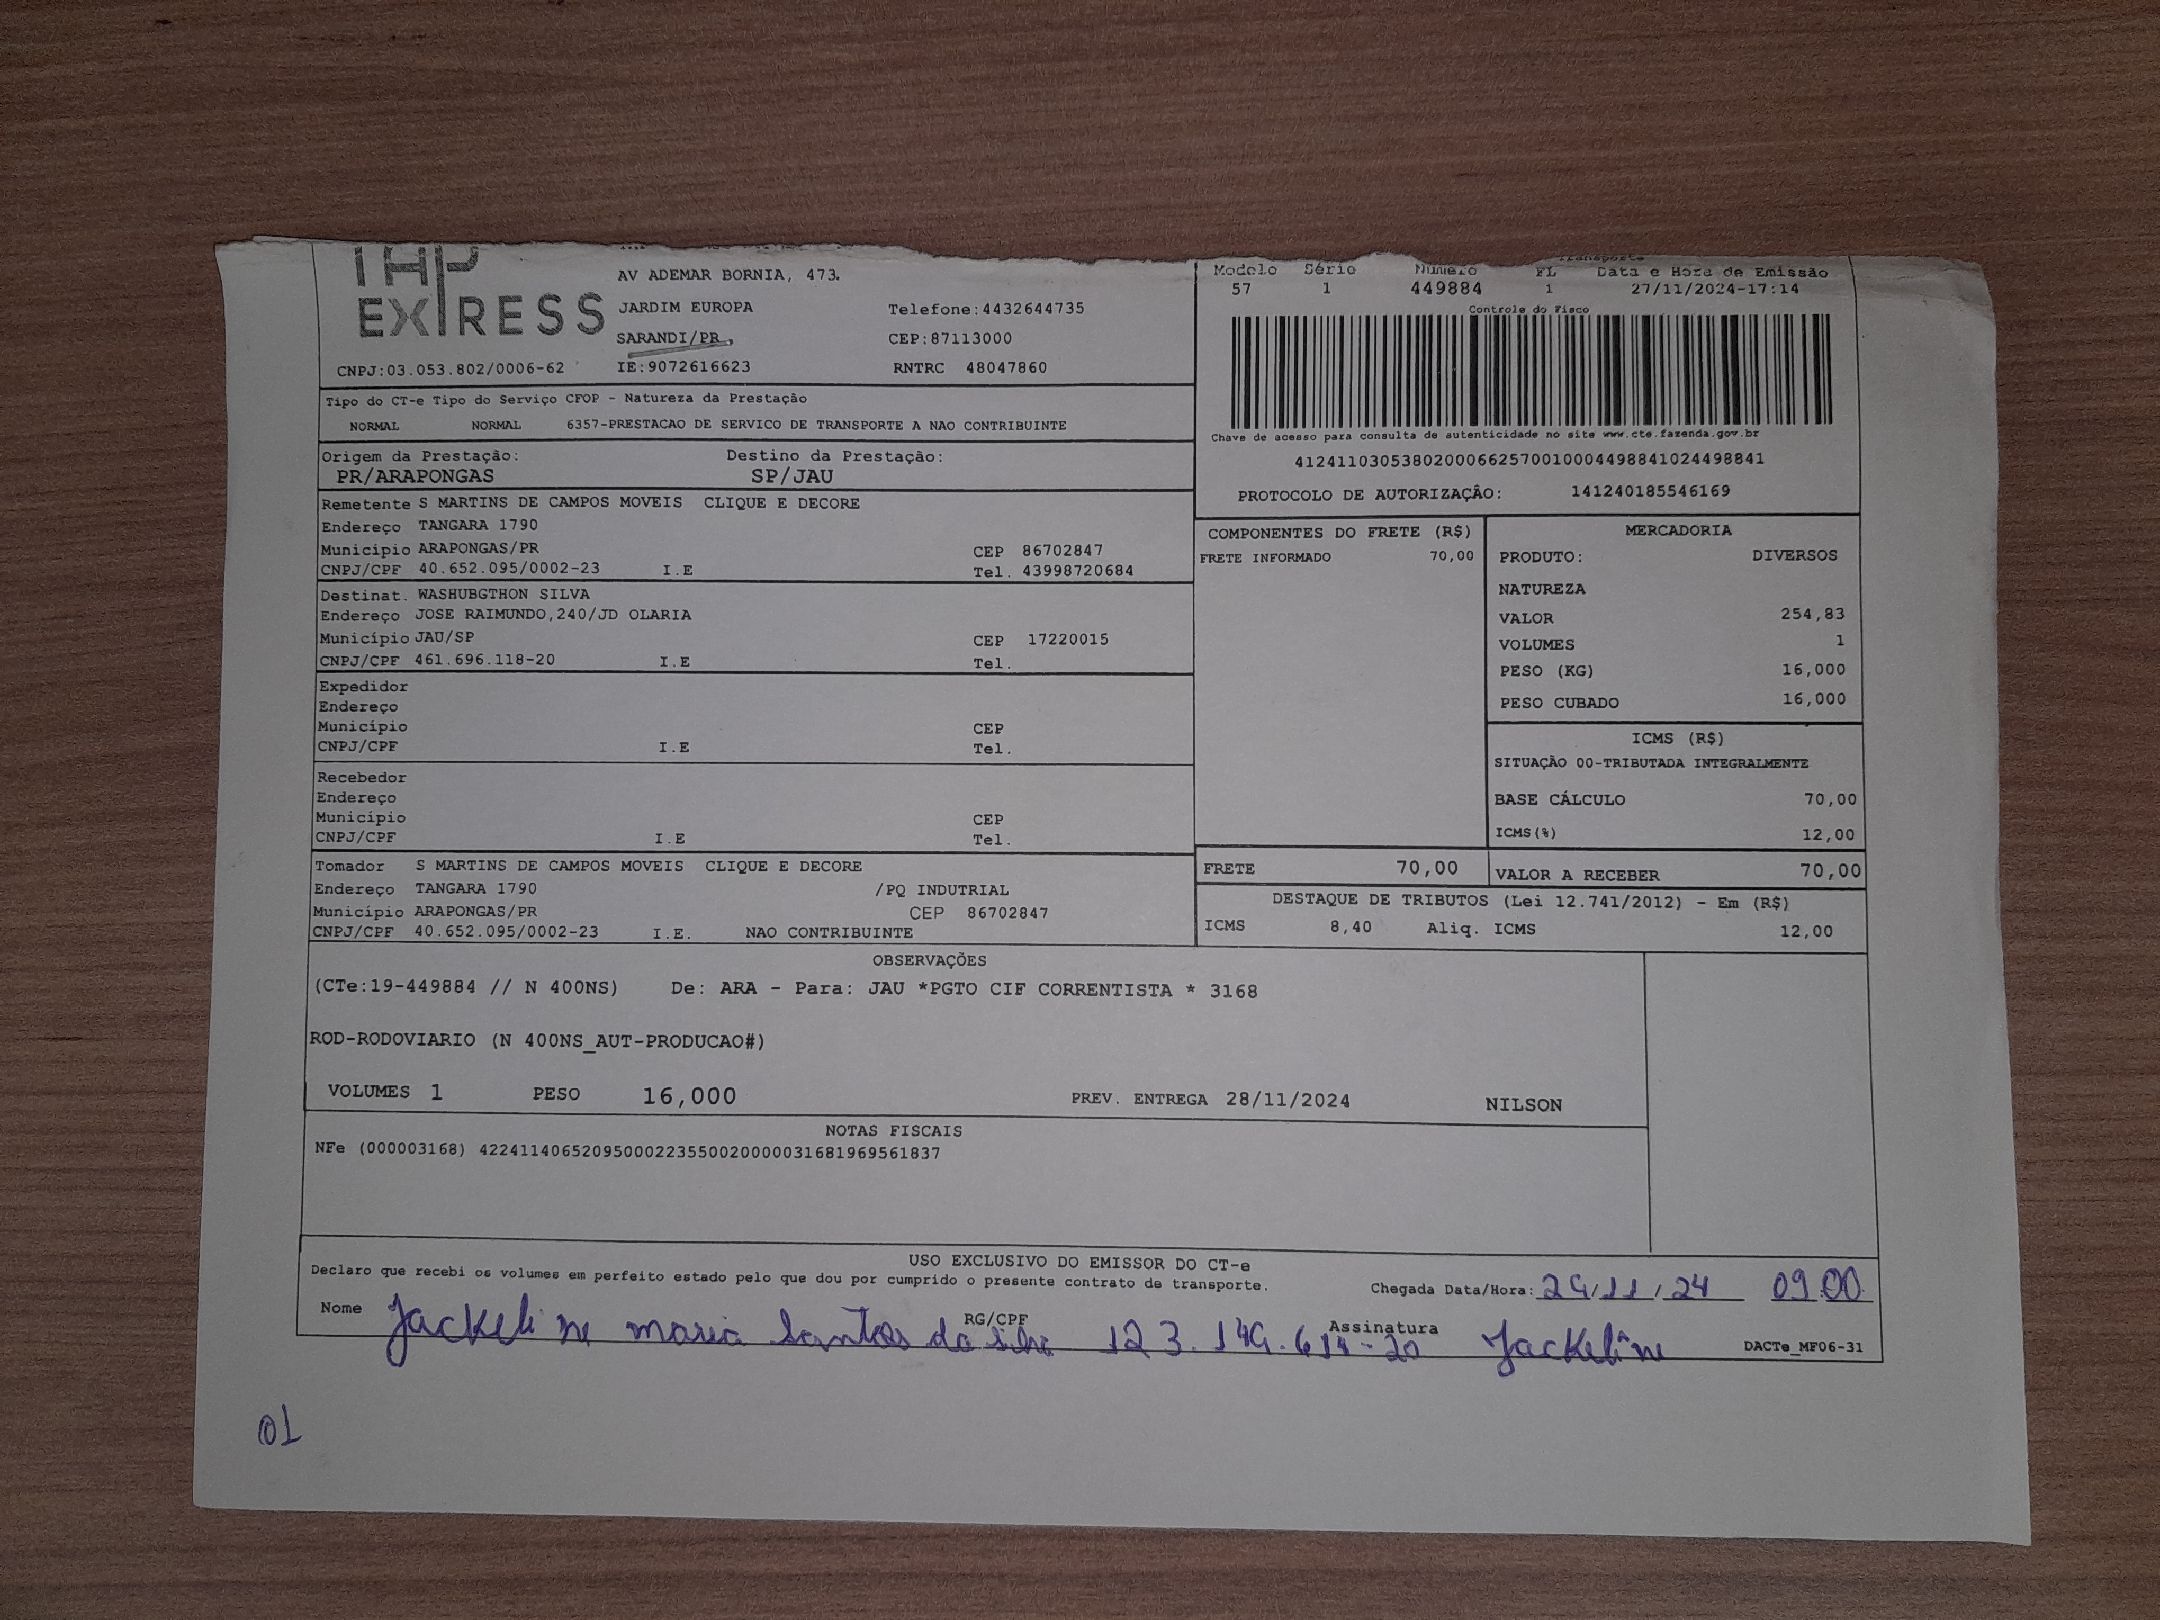 THP
EXPRESS
AV ADEMAR BORNIA, 473.
JARDIM EUROPA Telefone:4432644735
SARANDI/PR, CEP:87113000
CNPJ:03.053.802/0006-62 IE:9072616623 RNTRC 48047860
Transporte
Modelo Série Número FL Data e Hora de Emissão
57 1 449884 1 27/11/2024-17:14
Controle do Fisco
Chave de acesso para consulta de autenticidade no site www.cte.fazenda.gov.br
41241103053802000662570010004498841024498841
PROTOCOLO DE AUTORIZAÇÃO: 141240185546169
Tipo do CT-e Tipo do Serviço CFOP - Natureza da Prestação
NORMAL NORMAL 6357-PRESTACAO DE SERVICO DE TRANSPORTE A NAO CONTRIBUINTE
Origem da Prestação: Destino da Prestação:
PR/ARAPONGAS SP/JAU
Remetente S MARTINS DE CAMPOS MOVEIS CLIQUE E DECORE
Endereço TANGARA 1790
Município ARAPONGAS/PR CEP 86702847
CNPJ/CPF 40.652.095/0002-23 I.E Tel. 43998720684
Destinat. WASHUBGTHON SILVA
Endereço JOSE RAIMUNDO,240/JD OLARIA
Município JAU/SP CEP 17220015
CNPJ/CPF 461.696.118-20 I.E Tel.
Expedidor
Endereço
Município CEP
CNPJ/CPF I.E Tel.
Recebedor
Endereço
Município CEP
CNPJ/CPF I.E Tel.
Tomador S MARTINS DE CAMPOS MOVEIS CLIQUE E DECORE
Endereço TANGARA 1790 /PQ INDUTRIAL
Município ARAPONGAS/PR CEP 86702847
CNPJ/CPF 40.652.095/0002-23 I.E. NAO CONTRIBUINTE
COMPONENTES DO FRETE (R$)
FRETE INFORMADO 70,00
MERCADORIA
PRODUTO: DIVERSOS
NATUREZA
VALOR 254,83
VOLUMES 1
PESO (KG) 16,000
PESO CUBADO 16,000
ICMS (R$)
SITUAÇÃO 00-TRIBUTADA INTEGRALMENTE
BASE CÁLCULO 70,00
ICMS(%) 12,00
FRETE 70,00 VALOR A RECEBER 70,00
DESTAQUE DE TRIBUTOS (Lei 12.741/2012) - Em (R$)
ICMS 8,40 Aliq. ICMS 12,00
OBSERVAÇÕES
(CTe:19-449884 // N 400NS) De: ARA - Para: JAU *PGTO CIF CORRENTISTA * 3168
ROD-RODOVIARIO (N 400NS_AUT-PRODUCAO#)
VOLUMES 1 PESO 16,000 PREV. ENTREGA 28/11/2024 NILSON
NOTAS FISCAIS
NFe (000003168) 42241140652095000223550020000031681969561837
USO EXCLUSIVO DO EMISSOR DO CT-e
Declaro que recebi os volumes em perfeito estado pelo que dou por cumprido o presente contrato de transporte.
Chegada Data/Hora: 29/11/24 09:00
Nome Jackeline maria Santos da silva RG/CPF 123.149.614-20 Assinatura Jackeline
DACTe_MF06-31
01